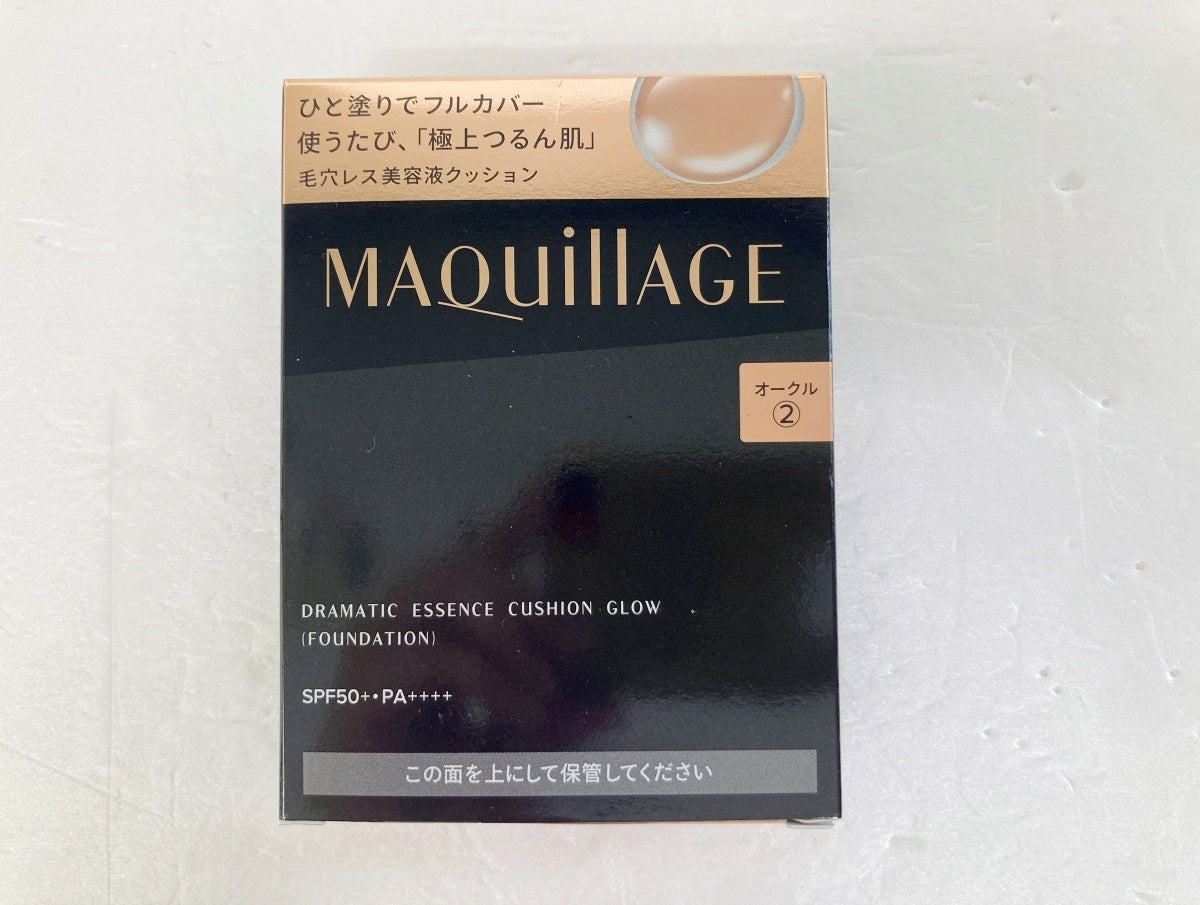 ひと塗りでフルカバー
使うたび、「極上つるん肌」
毛穴レス美容液クッション
MAQuillAGE
オークル
②
DRAMATIC ESSENCE CUSHION GLOW
(FOUNDATION)
SPF50+・PA++++
この面を上にして保管してください